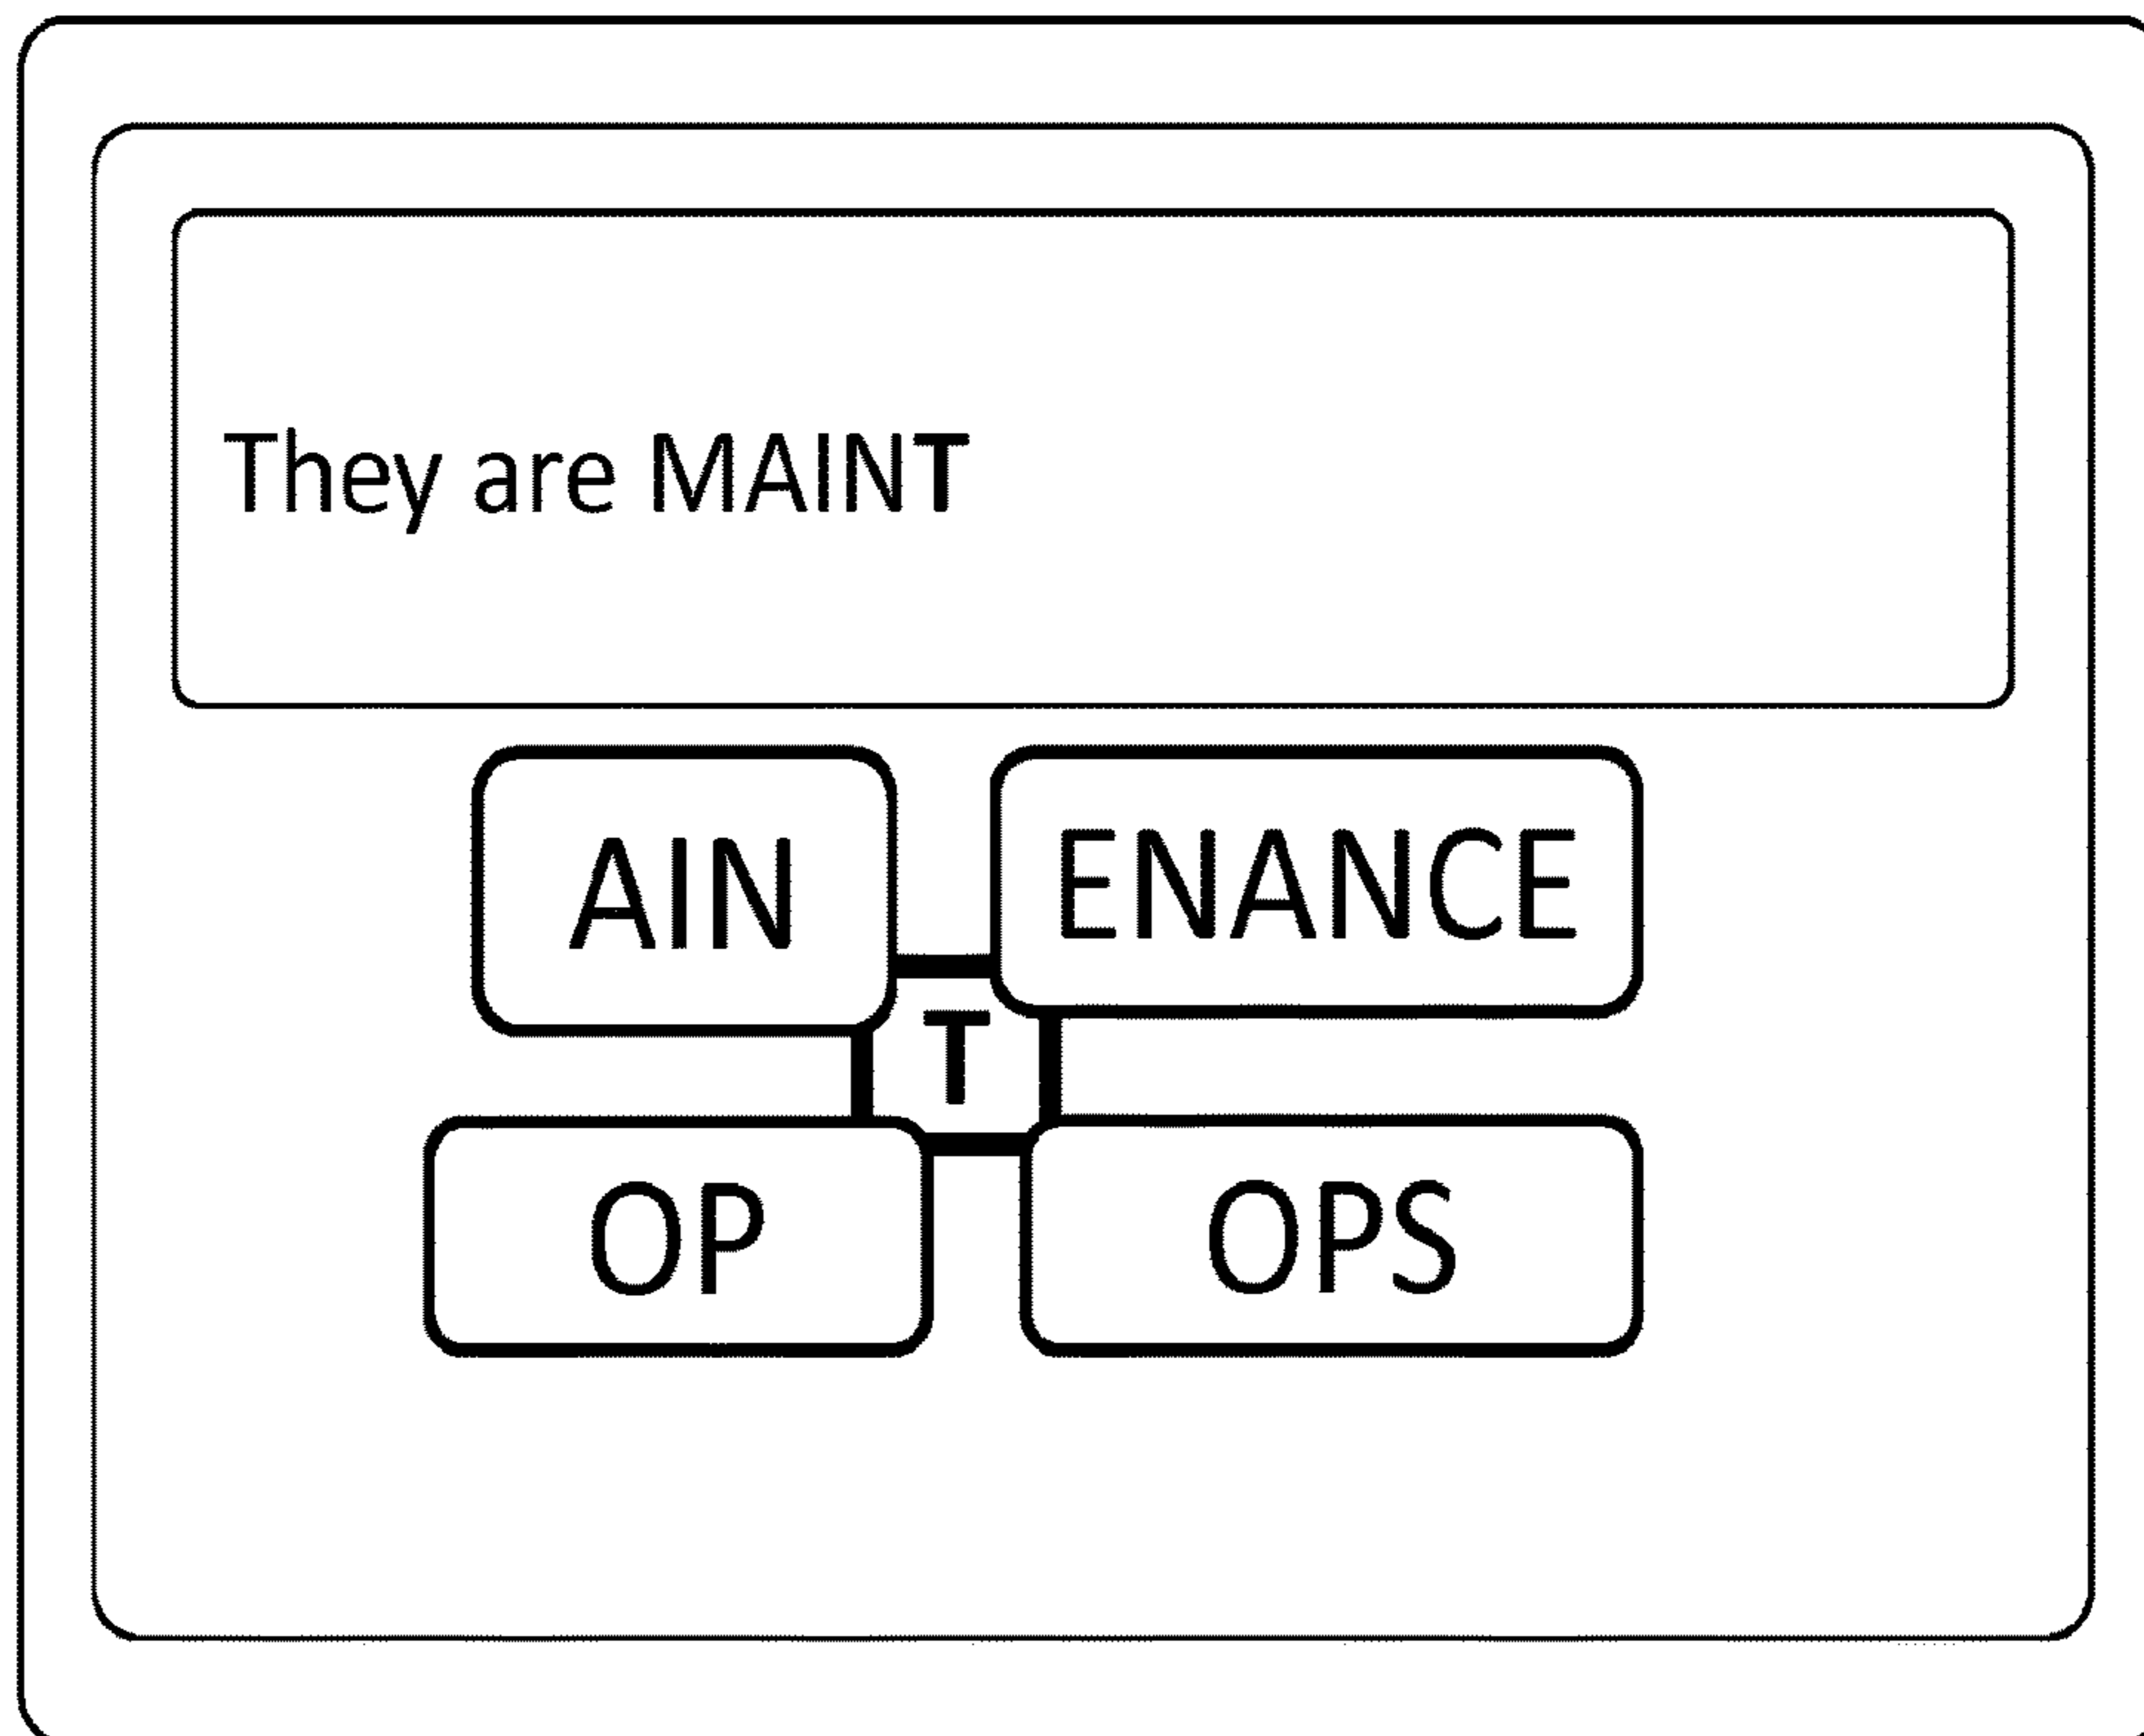 They are MAINT
AIN
ENANCE
T
OP
OPS